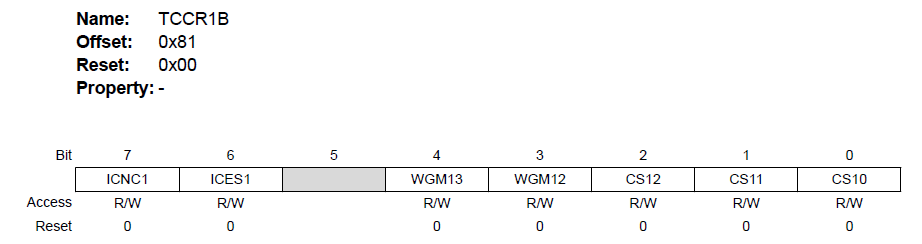 Name: TCCR1B
Offset: 0x81
Reset: 0x00
Property: -
Bit 7 6 5 4 3 2 1 0
ICNC1 ICES1 WGM13 WGM12 CS12 CS11 CS10
Access R/W R/W R/W R/W R/W R/W R/W
Reset 0 0 0 0 0 0 0